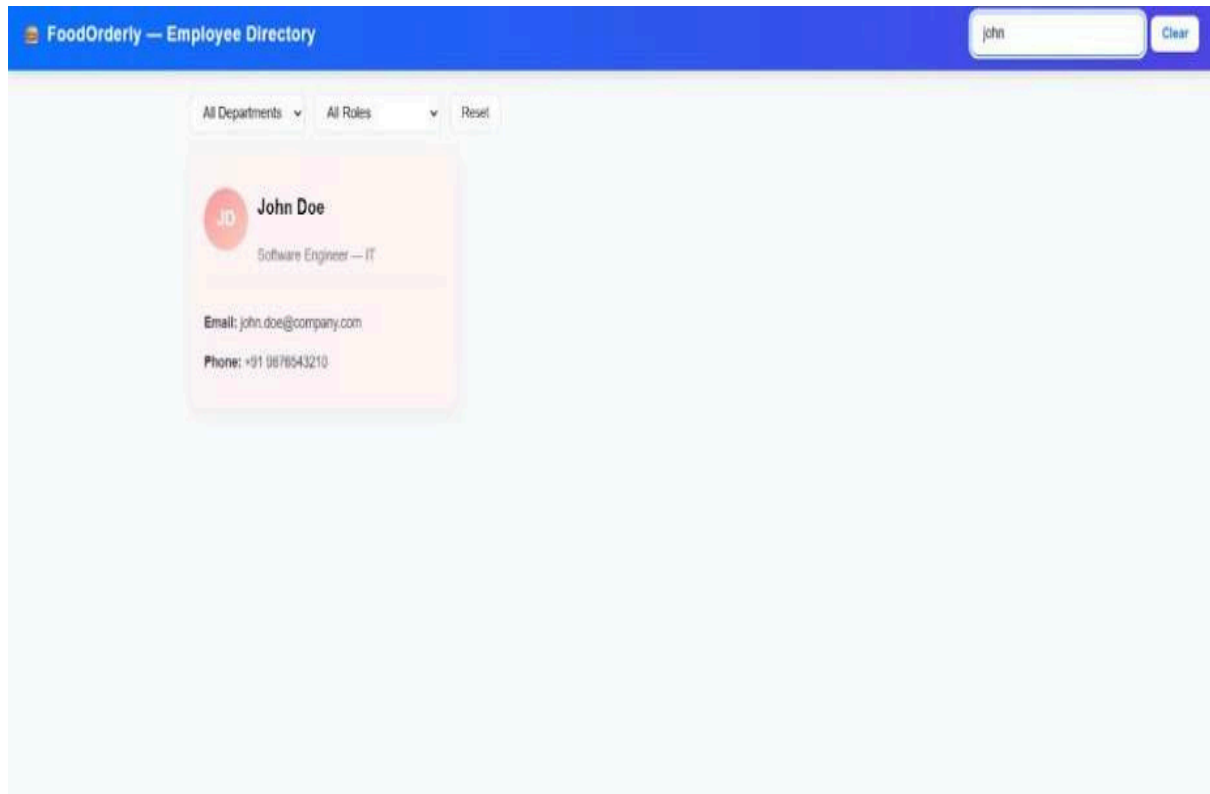 FoodOrderly — Employee Directory
john
Clear
All Departments
All Roles
Reset
JD
John Doe
Software Engineer — IT
Email: john.doe@company.com
Phone: +91 9876543210